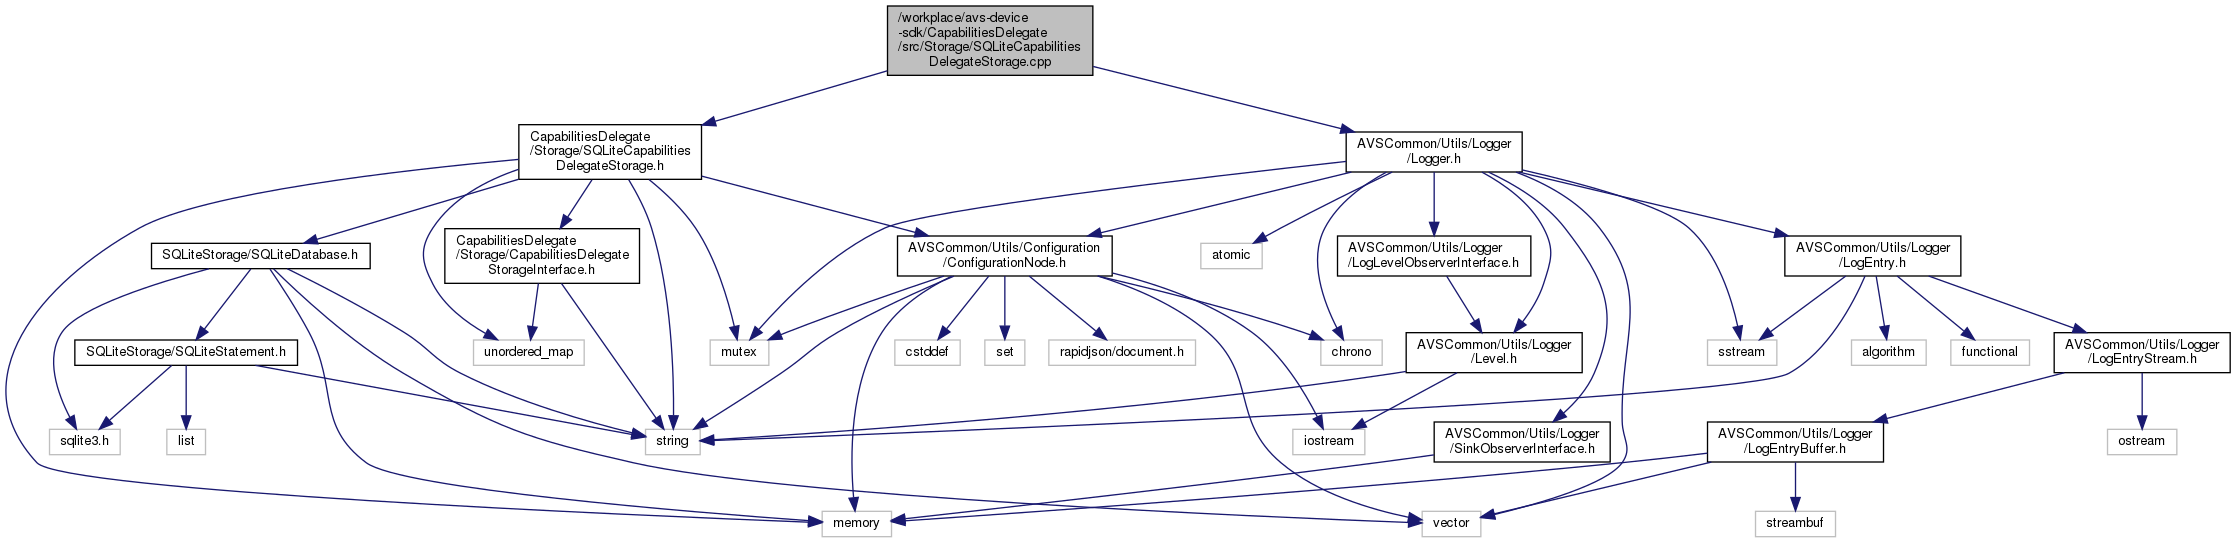 /workplace/avs-device
-sdk/CapabilitiesDelegate
/src/Storage/SQLiteCapabilities
DelegateStorage.cpp
CapabilitiesDelegate
/Storage/SQLiteCapabilities
DelegateStorage.h
AVSCommon/Utils/Logger
/Logger.h
SQLiteStorage/SQLiteDatabase.h
CapabilitiesDelegate
/Storage/CapabilitiesDelegate
StorageInterface.h
AVSCommon/Utils/Configuration
/ConfigurationNode.h
atomic
AVSCommon/Utils/Logger
/LogLevelObserverInterface.h
AVSCommon/Utils/Logger
/LogEntry.h
SQLiteStorage/SQLiteStatement.h
unordered_map
mutex
cstddef
set
rapidjson/document.h
chrono
AVSCommon/Utils/Logger
/Level.h
sstream
algorithm
functional
AVSCommon/Utils/Logger
/LogEntryStream.h
sqlite3.h
list
string
iostream
AVSCommon/Utils/Logger
/SinkObserverInterface.h
AVSCommon/Utils/Logger
/LogEntryBuffer.h
ostream
memory
vector
streambuf